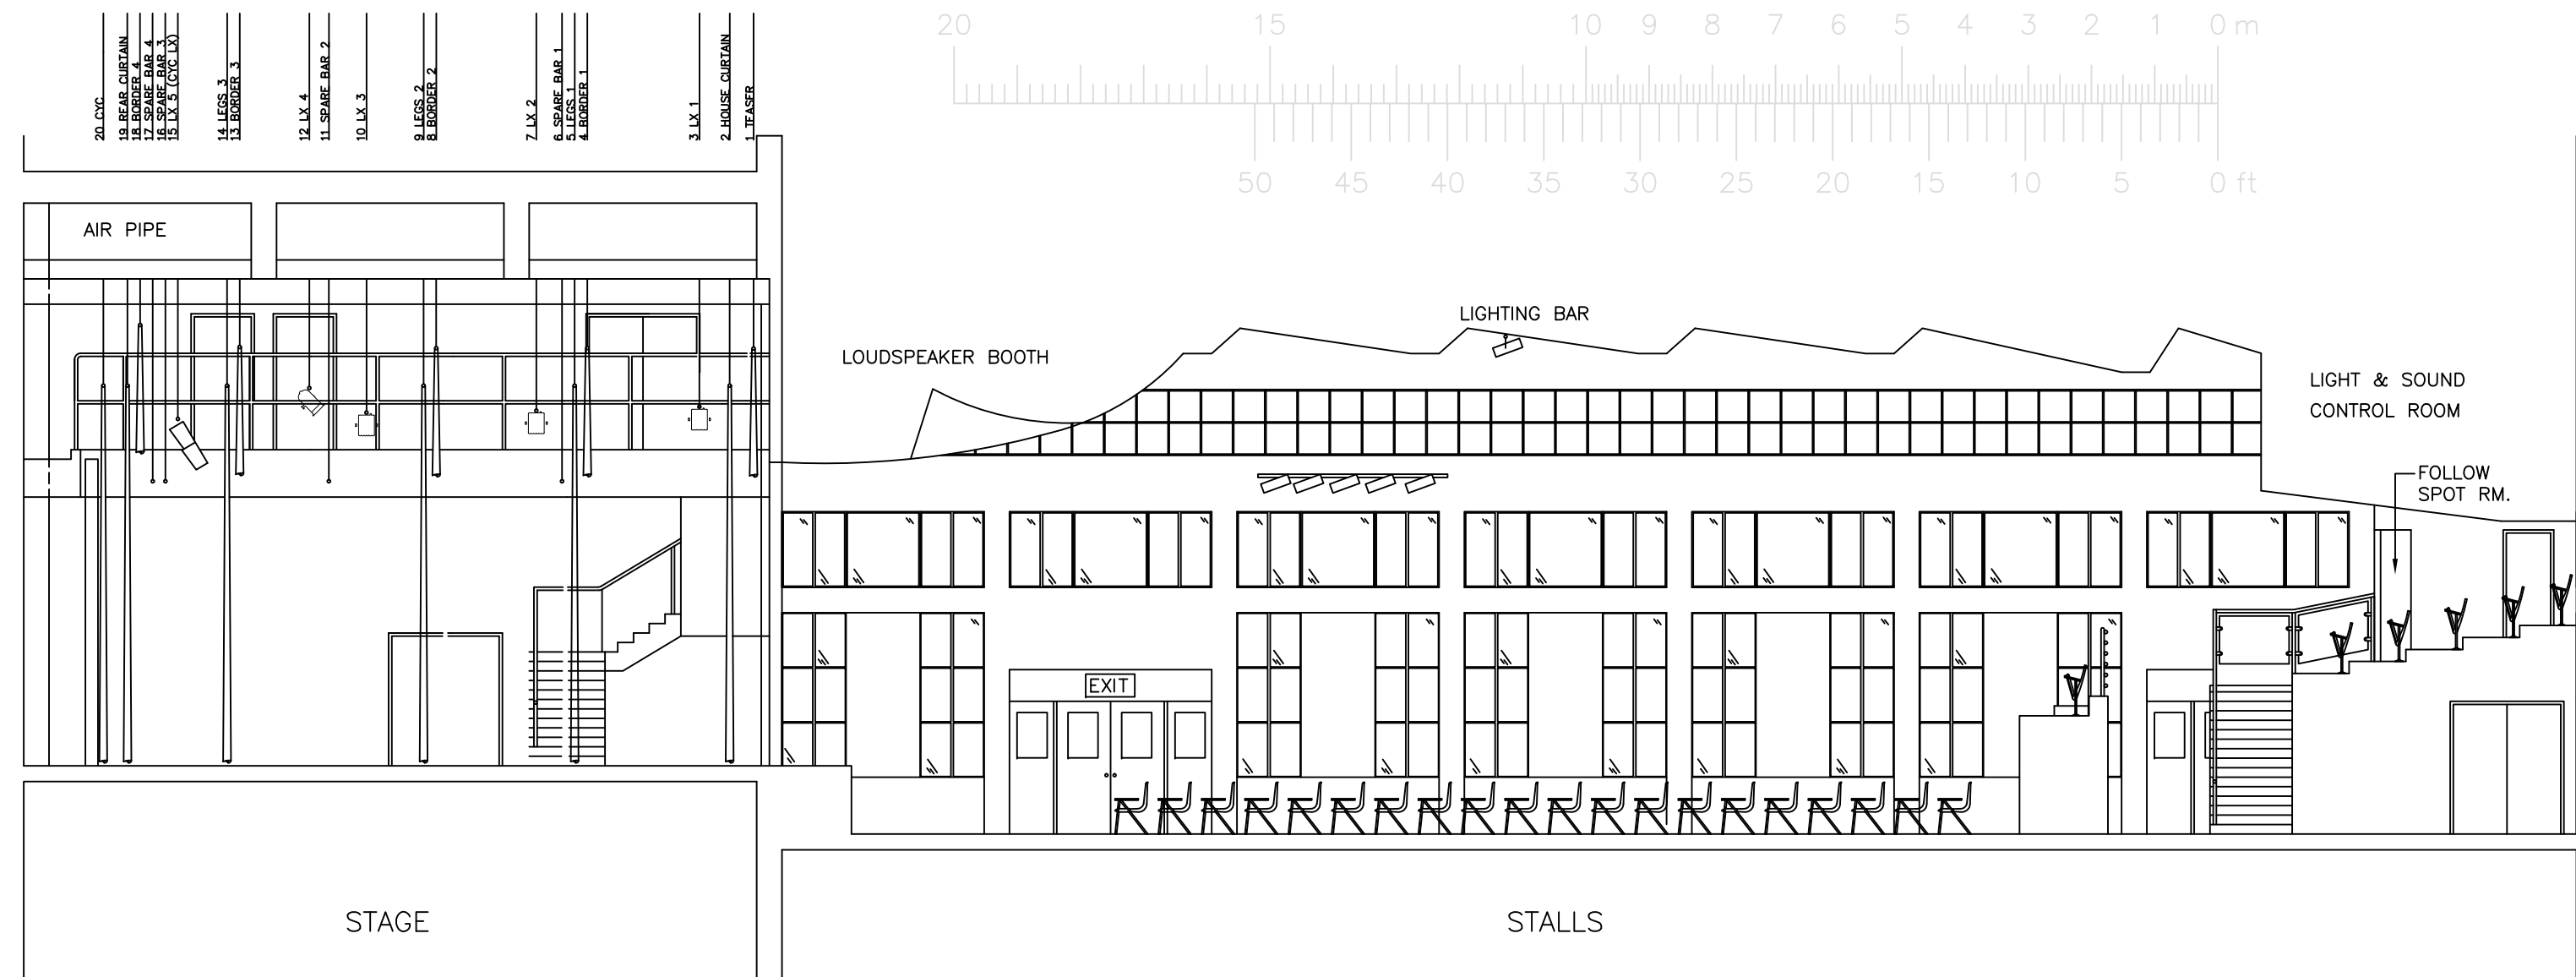 20 CYC
19 REAR CURTAIN
18 BORDER 4
17 SPARE BAR 4
16 SPARE BAR 3
15 LX 5 (CYC LX)
14 LEGS 3
13 BORDER 3
12 LX 4
11 SPARE BAR 2
10 LX 3
9 LEGS 2
8 BORDER 2
7 LX 2
6 SPARE BAR 1
5 LEGS 1
4 BORDER 1
3 LX 1
2 HOUSE CURTAIN
1 TEASER
20 15 10 9 8 7 6 5 4 3 2 1 0 m
50 45 40 35 30 25 20 15 10 5 0 ft
AIR PIPE
LIGHTING BAR
LOUDSPEAKER BOOTH
LIGHT & SOUND
CONTROL ROOM
FOLLOW
SPOT RM.
EXIT
STAGE
STALLS